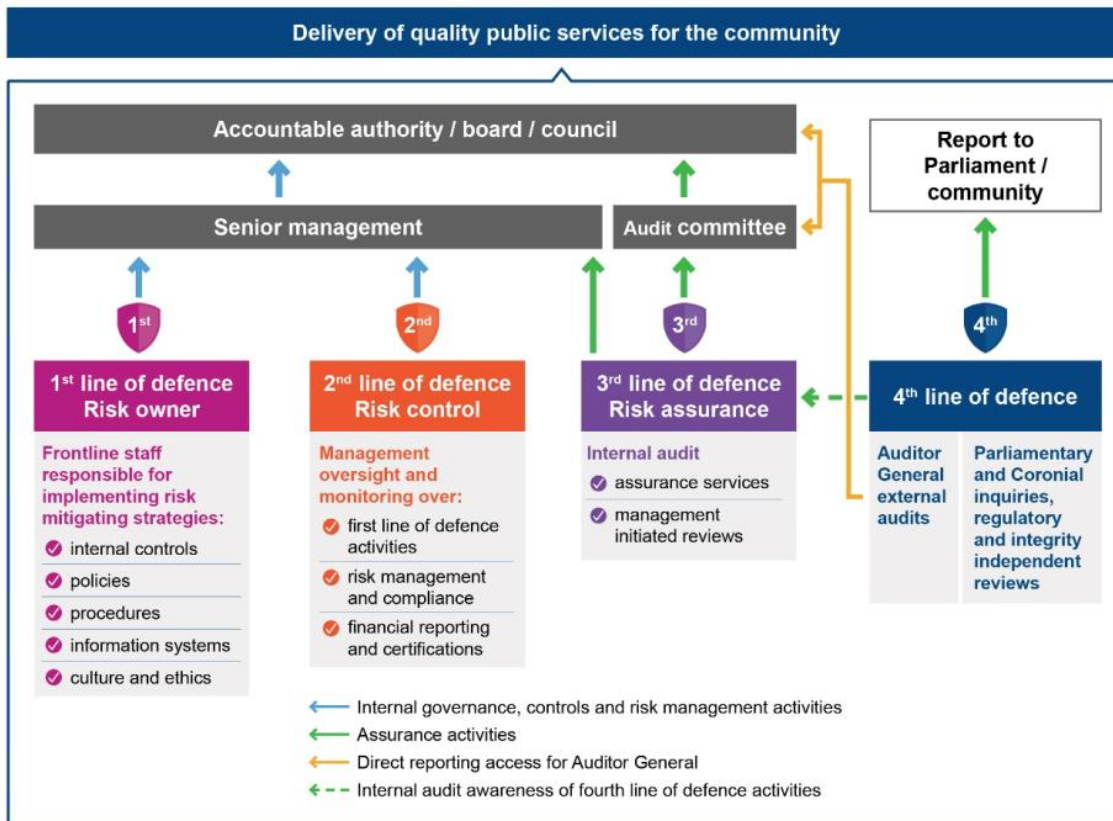 Delivery of quality public services for the community
Accountable authority / board / council
Report to
Parliament /
community
Senior management
Audit committee
1st
2nd
3rd
4th
1st line of defence
Risk owner
Frontline staff
responsible for
implementing risk
mitigating strategies:
internal controls
policies
procedures
information systems
culture and ethics
2nd line of defence
Risk control
Management
oversight and
monitoring over:
first line of defence
activities
risk management
and compliance
financial reporting
and certifications
3rd line of defence
Risk assurance
Internal audit
assurance services
management
initiated reviews
4th line of defence
Auditor
General
external
audits
Parliamentary
and Coronial
inquiries,
regulatory
and integrity
independent
reviews
Internal governance, controls and risk management activities
Assurance activities
Direct reporting access for Auditor General
Internal audit awareness of fourth line of defence activities